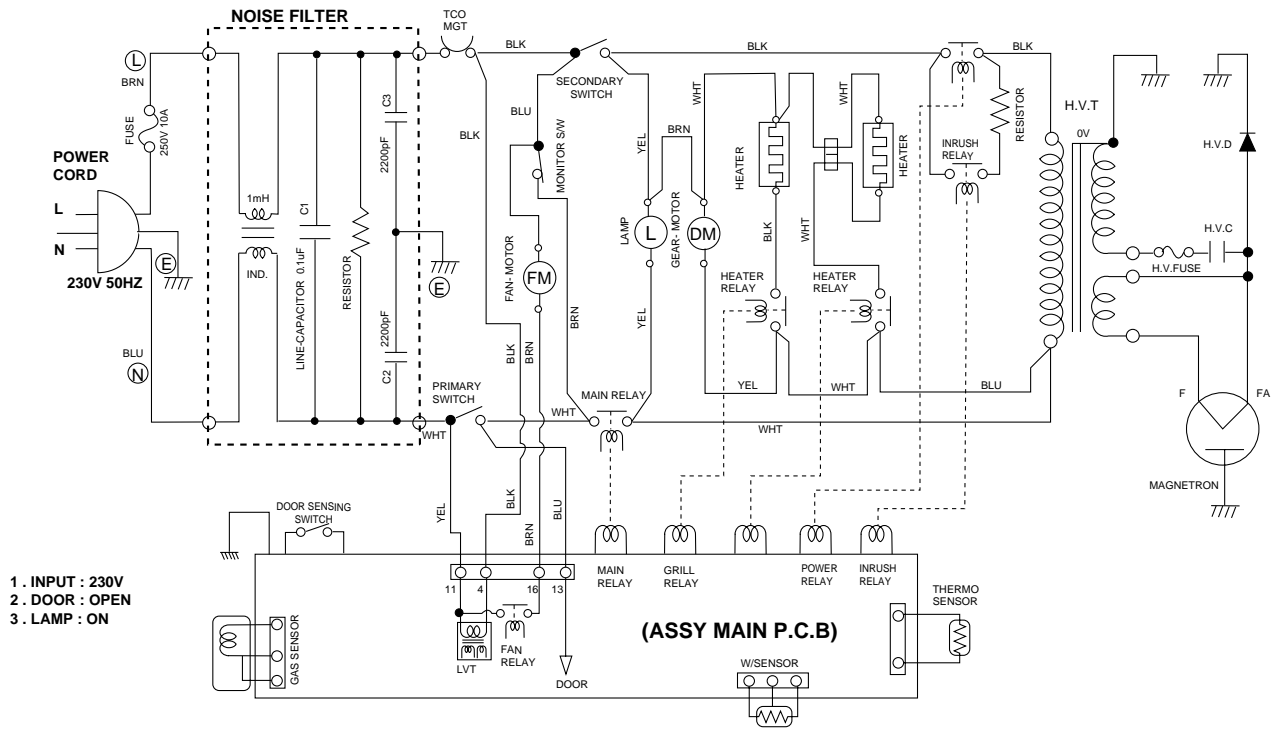 NOISE FILTER
TCO
MGT
BLK
BLK
BLK
L
BRN
FUSE
250V 10A
POWER
CORD
L
N
230V 50HZ
E
BLU
N
1mH
IND.
LINE-CAPACITOR 0.1uF
C1
RESISTOR
C3
2200pF
2200pF
C2
E
SECONDARY
SWITCH
BLU
MONITOR S/W
BLK
FAN- MOTOR
FM
BRN
BLK
BRN
YEL
BRN
LAMP
L
YEL
GEAR- MOTOR
DM
WHT
HEATER
WHT
HEATER
BLK
WHT
HEATER
RELAY
HEATER
RELAY
YEL
WHT
BLU
INRUSH
RELAY
RESISTOR
H.V.T
0V
H.V.D
H.V.C
H.V.FUSE
F
FA
MAGNETRON
PRIMARY
SWITCH
WHT
WHT
MAIN RELAY
WHT
YEL
BLK
BRN
BLU
DOOR SENSING
SWITCH
1 . INPUT : 230V
2 . DOOR : OPEN
3 . LAMP : ON
GAS SENSOR
11
4
16
13
LVT
FAN
RELAY
DOOR
MAIN
RELAY
GRILL
RELAY
POWER
RELAY
INRUSH
RELAY
(ASSY MAIN P.C.B)
W/SENSOR
THERMO
SENSOR